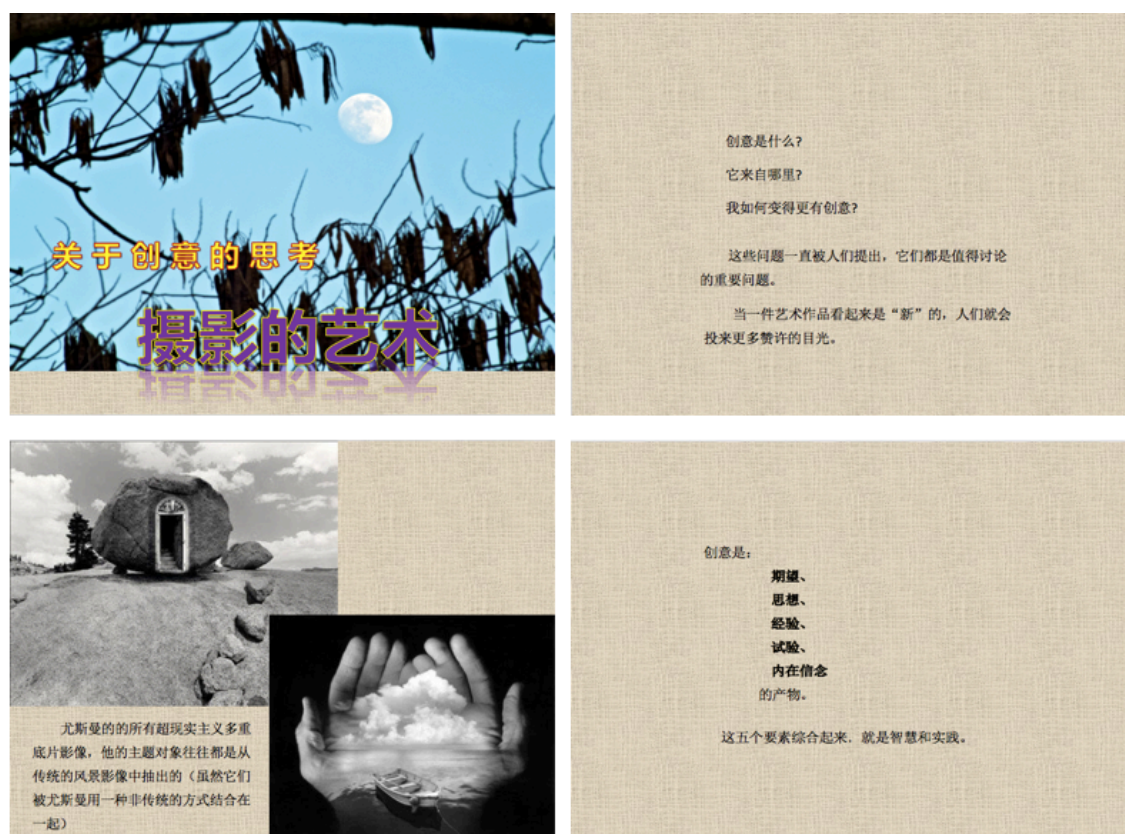 关于创意的思考
摄影的艺术
创意是什么?
它来自哪里?
我如何变得更有创意?
这些问题一直被人们提出，它们都是值得讨论
的重要问题。
当一件艺术作品看起来是“新”的，人们就会
投来更多赞许的目光。
尤斯曼的的所有超现实主义多重
底片影像，他的主题对象往往都是从
传统的风景影像中抽出的（虽然它们
被尤斯曼用一种非传统的方式结合在
一起）
创意是：
期望、
思想、
经验、
试验、
内在信念
的产物。
这五个要素综合起来．就是智慧和实践。